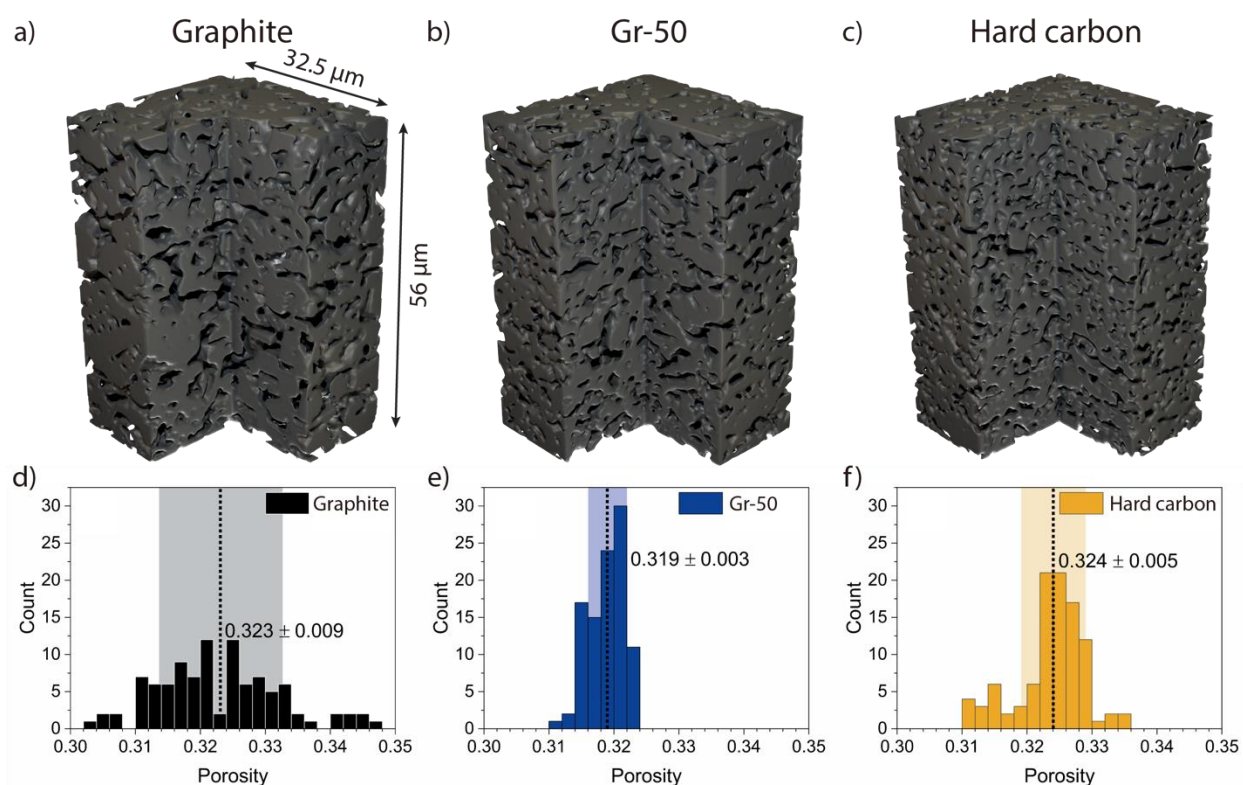 a) Graphite
b) Gr-50
c) Hard carbon
32.5 µm
56 µm
d)
Graphite
0.323 ± 0.009
Count
30
25
20
15
10
5
0
0.30 0.31 0.32 0.33 0.34 0.35
Porosity
e)
Gr-50
0.319 ± 0.003
Count
30
25
20
15
10
5
0
0.30 0.31 0.32 0.33 0.34 0.35
Porosity
f)
Hard carbon
0.324 ± 0.005
Count
30
25
20
15
10
5
0
0.30 0.31 0.32 0.33 0.34 0.35
Porosity